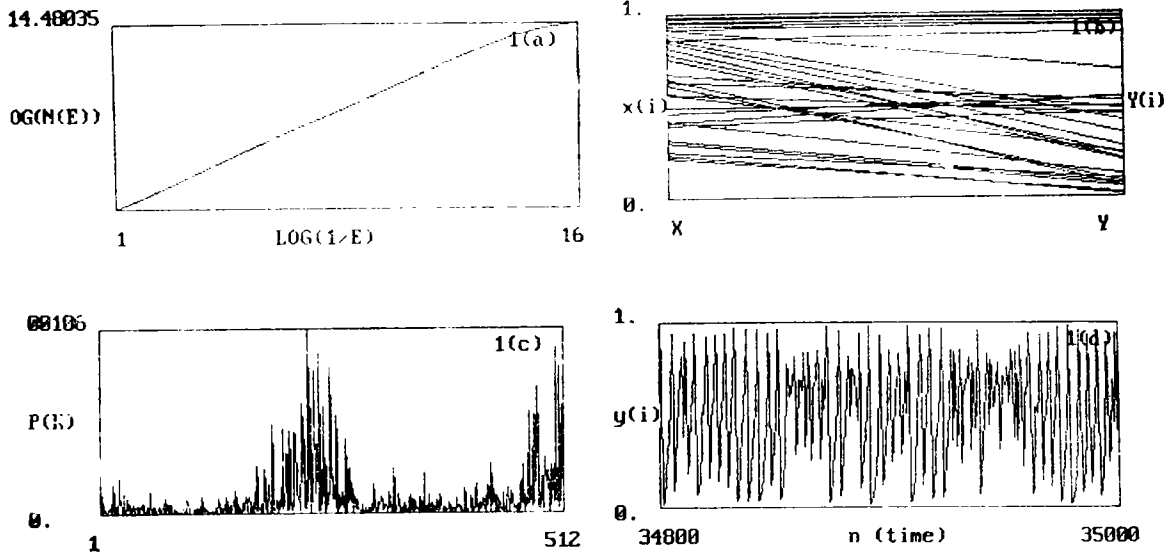 14.48035
1(a)
OG(N(E))
1
LOG(1/E)
16
1.
1(b)
x(i)
Y(i)
0.
X
Y
00106
1(c)
P(K)
0.
1
512
1.
1(d)
y(i)
0.
34800
n (time)
35000